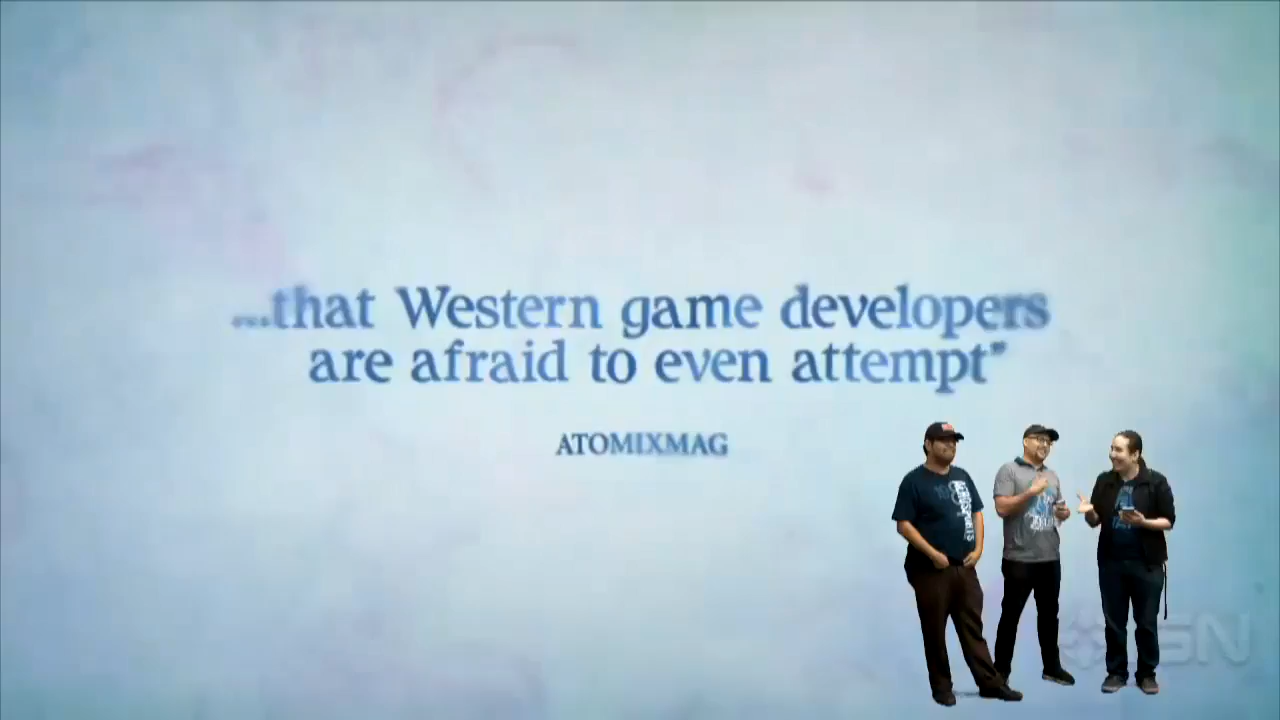 ...that Western game developers
are afraid to even attempt”
ATOMIXMAG